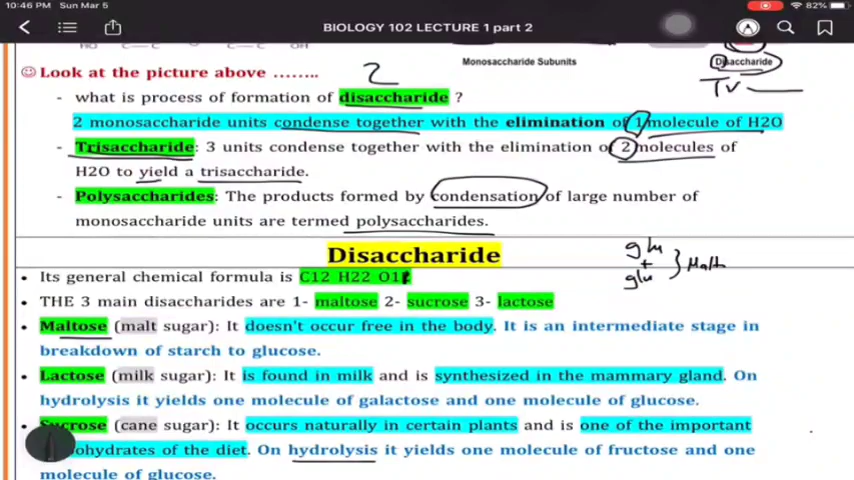 10:46 PM Sun Mar 5 82%
BIOLOGY 102 LECTURE 1 part 2
Monosaccharide Subunits
Disaccharide
Look at the picture above ........
2
- what is process of formation of disaccharide ?
2 monosaccharide units condense together with the elimination of 1 molecule of H2O
- Trisaccharide: 3 units condense together with the elimination of 2 molecules of
H2O to yield a trisaccharide.
- Polysaccharides: The products formed by condensation of large number of
monosaccharide units are termed polysaccharides.
Disaccharide
glu
+
glu
• Its general chemical formula is C12 H22 O11
• THE 3 main disaccharides are 1- maltose 2- sucrose 3- lactose
• Maltose (malt sugar): It doesn't occur free in the body. It is an intermediate stage in
breakdown of starch to glucose.
• Lactose (milk sugar): It is found in milk and is synthesized in the mammary gland. On
hydrolysis it yields one molecule of galactose and one molecule of glucose.
• Sucrose (cane sugar): It occurs naturally in certain plants and is one of the important
ohydrates of the diet. On hydrolysis it yields one molecule of fructose and one
molecule of glucose.